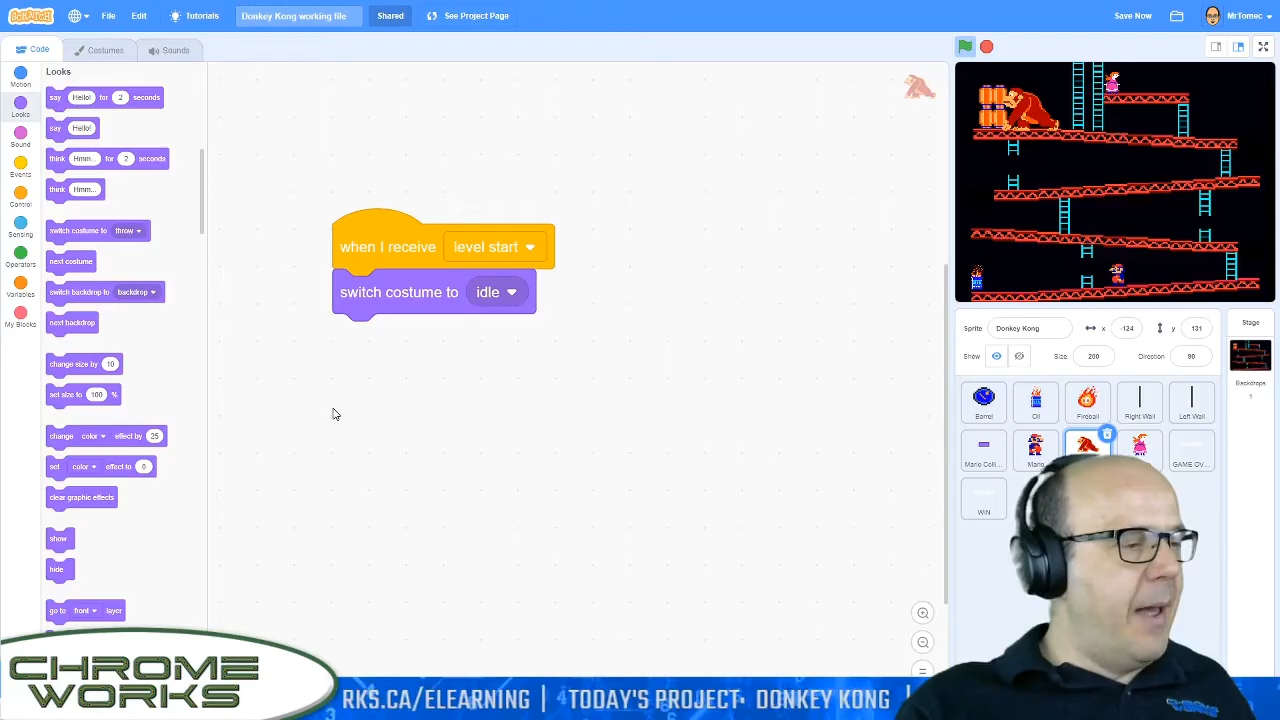 SCRATCH
File
Edit
Tutorials
Donkey Kong working file
Shared
See Project Page
Save Now
MrTomec
Code
Costumes
Sounds
Motion
Looks
Sound
Events
Control
Sensing
Operators
Variables
My Blocks
Looks
say Hello! for 2 seconds
say Hello!
think Hmm... for 2 seconds
think Hmm...
switch costume to throw
next costume
switch backdrop to backdrop
next backdrop
change size by 10
set size to 100 %
change color effect by 25
set color effect to 0
clear graphic effects
show
hide
go to front layer
when I receive level start
switch costume to idle
Sprite Donkey Kong x -124 y 131
Show Size 200 Direction 90
Stage
Backdrops
1
Barrel
Oil
Fireball
Right Wall
Left Wall
Mario Colli...
Mario
GAME OV...
WIN
CHROME
WORKS
RKS.CA/ELEARNING | TODAY'S PROJECT: DONKEY KONG |